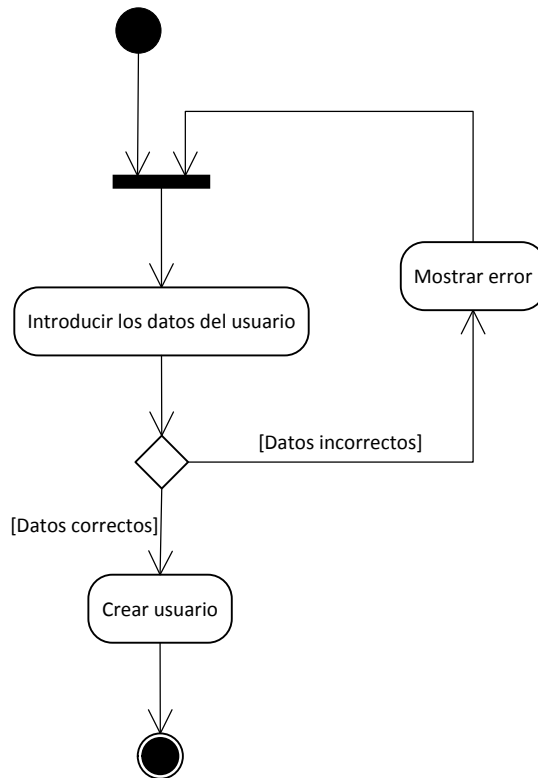 Mostrar error
Introducir los datos del usuario
[Datos incorrectos]
[Datos correctos]
Crear usuario